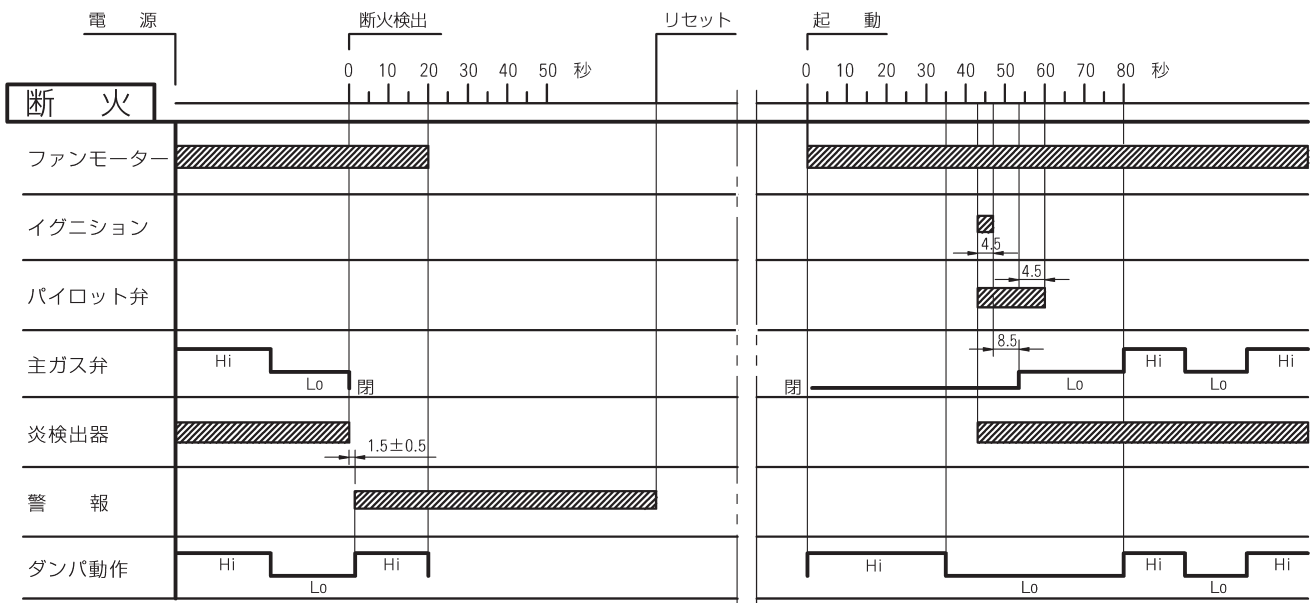 電 源
断火検出
リセット
起 動
0 10 20 30 40 50 秒
0 10 20 30 40 50 60 70 80 秒
断 火
ファンモーター
イグニション
4.5
4.5
パイロット弁
8.5
主ガス弁
Hi
Lo
閉
閉
Lo
Hi
Lo
Hi
炎検出器
1.5±0.5
警 報
ダンパ動作
Hi
Lo
Hi
Hi
Lo
Hi
Lo
Hi